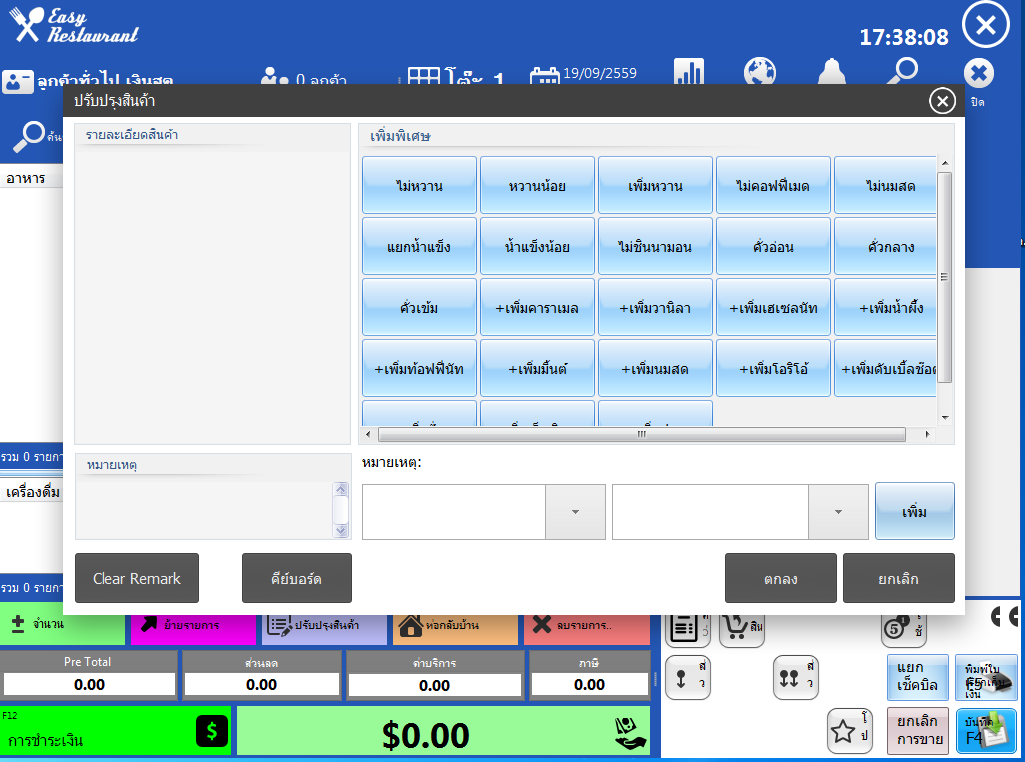 Easy
Restaurant
17:38:08
ลูกค้าทั่วไป เงินสด
0 ลูกค้า
โต๊ะ 1
19/09/2559
ปิด
ปรับปรุงสินค้า
รายละเอียดสินค้า
เพิ่มพิเศษ
อาหาร
ไม่หวาน
หวานน้อย
เพิ่มหวาน
ไม่คอฟฟี่เมด
ไม่นมสด
แยกน้ำแข็ง
น้ำแข็งน้อย
ไม่ชินนามอน
คั่วอ่อน
คั่วกลาง
คั่วเข้ม
+เพิ่มคาราเมล
+เพิ่มวานิลา
+เพิ่มเฮเซลนัท
+เพิ่มน้ำผึ้ง
+เพิ่มท้อฟฟี่นัท
+เพิ่มมิ้นต์
+เพิ่มนมสด
+เพิ่มโอริโอ้
+เพิ่มดับเบิ้ลช๊อต
รวม 0 รายการ
หมายเหตุ
หมายเหตุ:
เครื่องดื่ม
เพิ่ม
Clear Remark
คีย์บอร์ด
ตกลง
ยกเลิก
รวม 0 รายการ
จำนวน
ย้ายรายการ
ปรับปรุงสินค้า
ห่อกลับบ้าน
ลบรายการ..
Pre Total
ส่วนลด
ค่าบริการ
ภาษี
0.00
0.00
0.00
0.00
แยก
เช็คบิล
F12
การชำระเงิน
$0.00
ยกเลิก
การขาย
บันทึก
F4